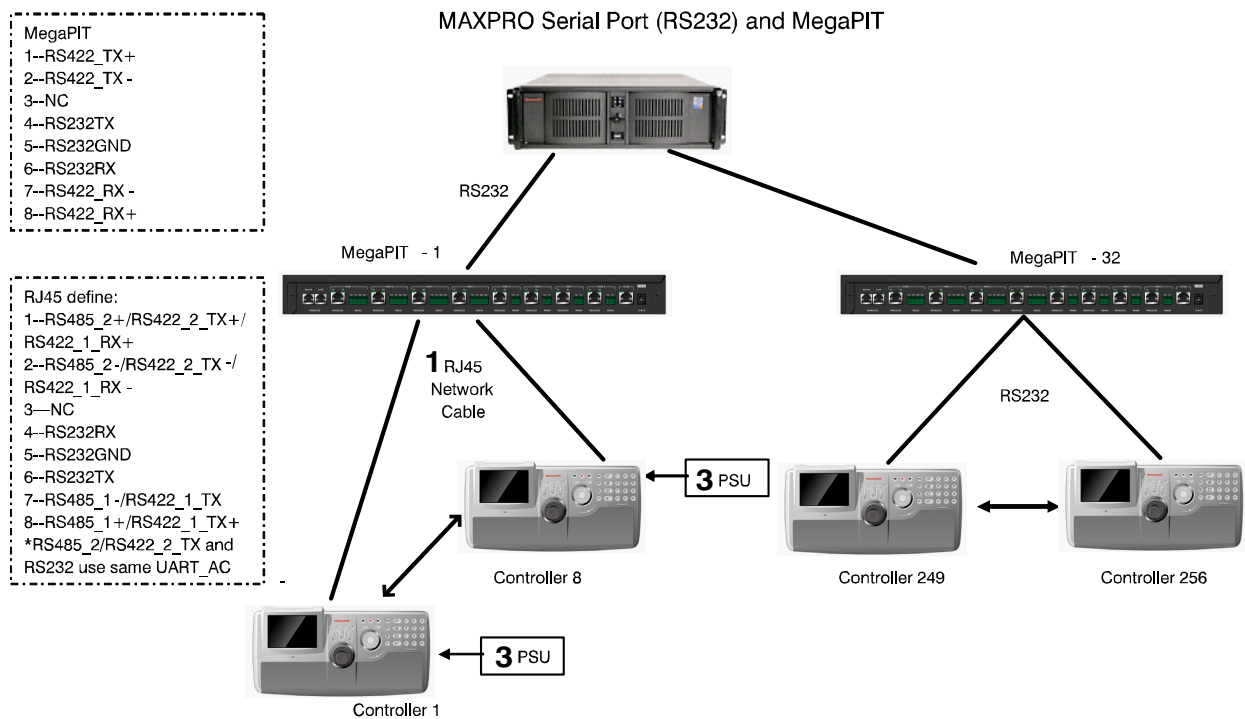 MAXPRO Serial Port (RS232) and MegaPIT
MegaPIT
1--RS422_TX+
2--RS422_TX -
3--NC
4--RS232TX
5--RS232GND
6--RS232RX
7--RS422_RX -
8--RS422_RX+
RS232
MegaPIT - 1
MegaPIT - 32
RJ45 define:
1--RS485_2+/RS422_2_TX+/
RS422_1_RX+
2--RS485_2-/RS422_2_TX -/
RS422_1_RX -
3—NC
4--RS232RX
5--RS232GND
6--RS232TX
7--RS485_1-/RS422_1_TX
8--RS485_1+/RS422_1_TX+
*RS485_2/RS422_2_TX and
RS232 use same UART_AC
-
1 RJ45
Network
Cable
RS232
3 PSU
Controller 8
Controller 249
Controller 256
3 PSU
Controller 1